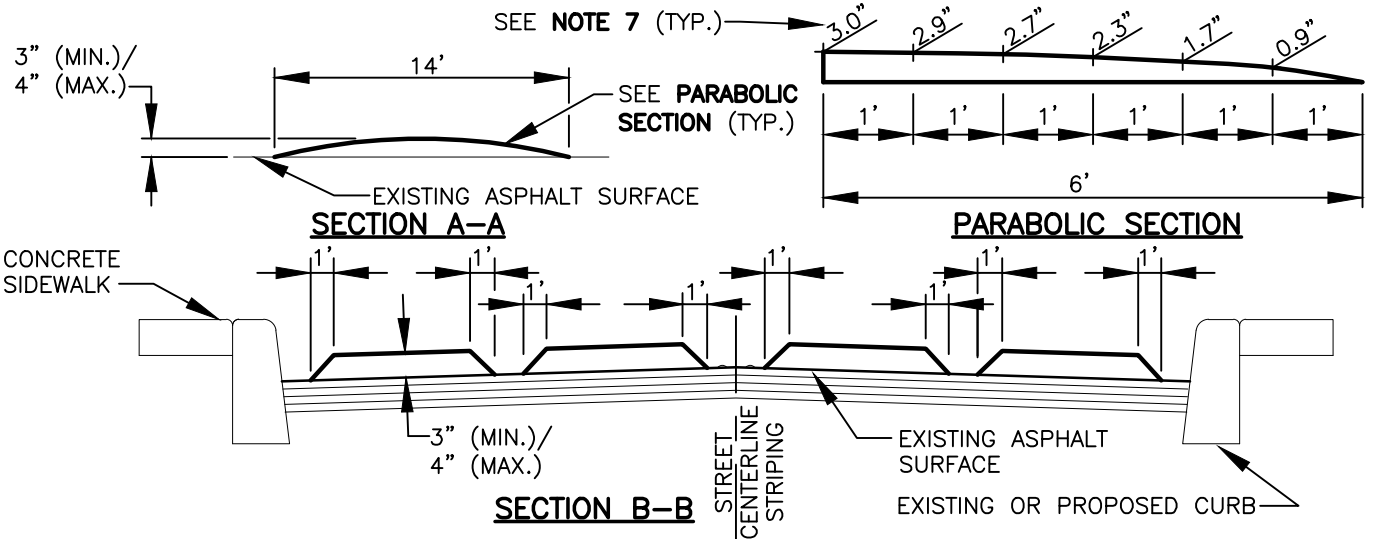 SEE NOTE 7 (TYP.)
3.0”
2.9”
2.7”
2.3”
1.7”
0.9”
3” (MIN.)/
4” (MAX.)
14’
SEE PARABOLIC
SECTION (TYP.)
1’
1’
1’
1’
1’
1’
6’
EXISTING ASPHALT SURFACE
SECTION A–A
PARABOLIC SECTION
CONCRETE
SIDEWALK
1’
1’
1’
1’
1’
1’
1’
1’
3” (MIN.)/
4” (MAX.)
STREET
CENTERLINE
STRIPING
EXISTING ASPHALT
SURFACE
EXISTING OR PROPOSED CURB
SECTION B–B